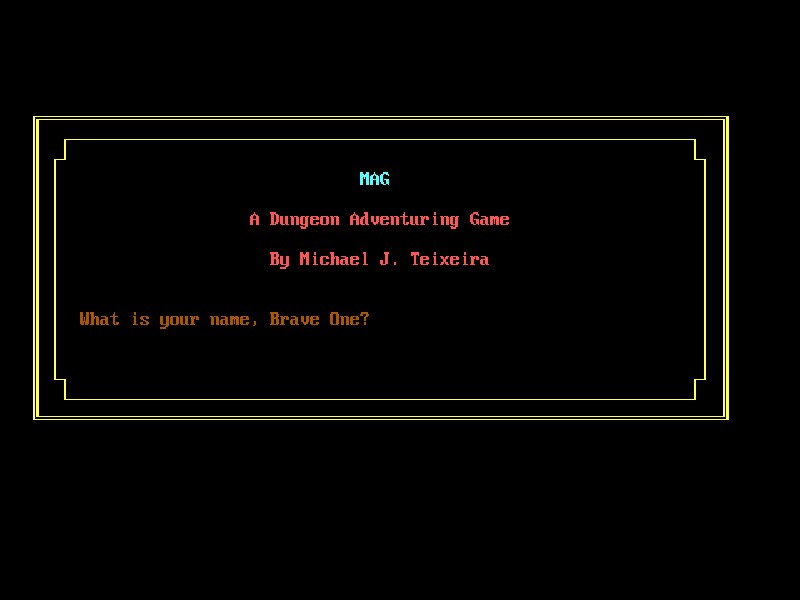 MAG
A Dungeon Adventuring Game
By Michael J. Teixeira
What is your name, Brave One?